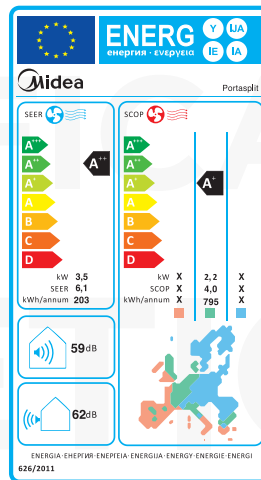 ENERG Y IJA
енергия · ενεργεια IE IA
Midea
Portasplit
SEER SCOP
A+++ A+++
A++ A++ A++
A+ A+ A+
A A
B B
C C
D D
kW 3,5 kW X 2,2 X
SEER 6,1 SCOP X 4,0 X
kWh/annum 203 kWh/annum X 795 X
59dB
62dB
ENERGIA·ЕНЕРГИЯ·ΕΝΕΡΓΕΙΑ·ENERGIJA·ENERGY·ENERGIE·ENERGI
626/2011